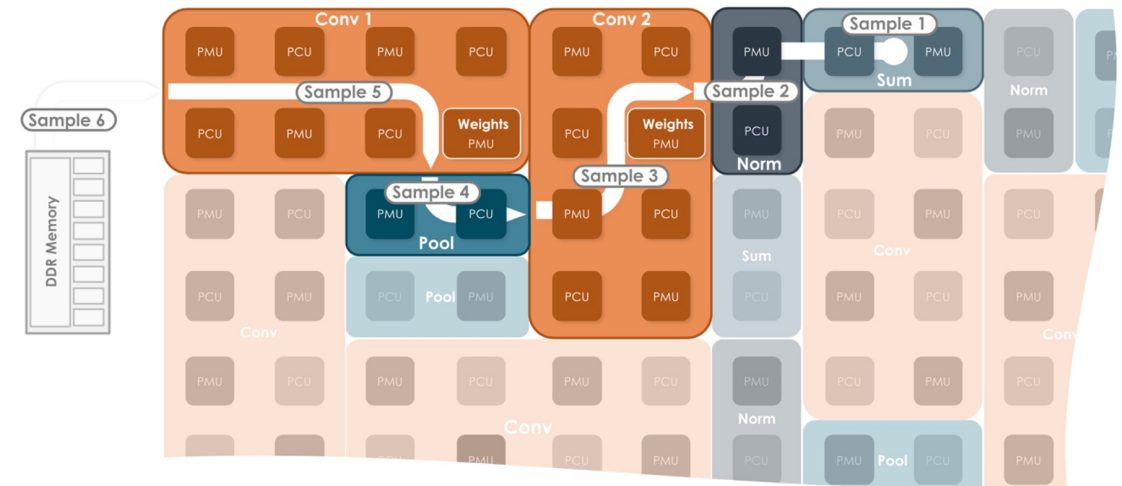 Conv 1
Conv 2
Sample 1
PMU PCU PMU PCU PMU PCU PMU PCU PMU PCU
Sum
Norm
Sample 5
Sample 2
Sample 6
PCU PMU PCU
Weights
PMU
PCU
Weights
PMU
PCU
Norm
PMU PCU PMU
Sample 3
Sample 4
PMU PCU PMU PCU PMU PCU PMU PCU PMU PCU
Pool
Sum
Conv
DDR Memory
PCU PMU PCU Pool PMU PCU PMU PCU PMU PCU PMU
Conv
Conv
PMU PCU PMU PCU PMU PCU PMU PCU PMU PCU
Norm
Conv
PCU PMU PCU PMU PCU PMU PCU PMU Pool PCU PMU